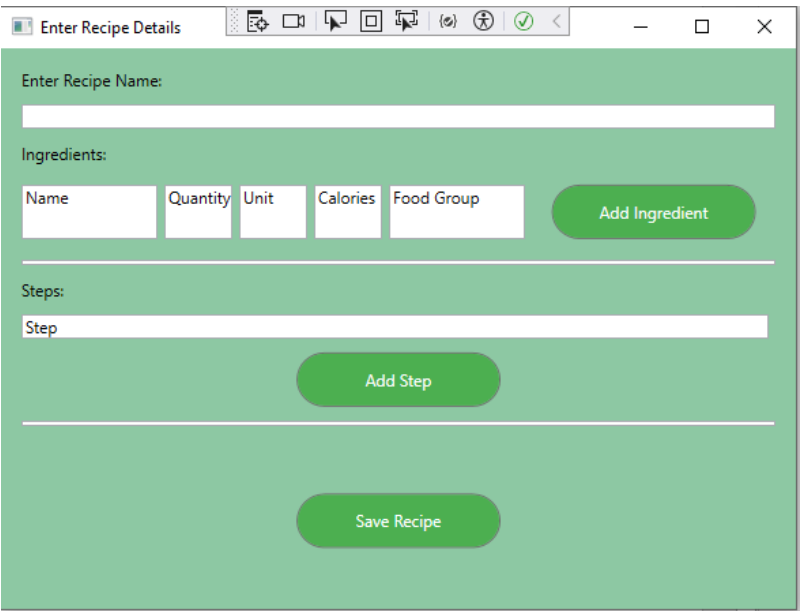 Enter Recipe Details
Enter Recipe Name:
Ingredients:
Name Quantity Unit Calories Food Group Add Ingredient
Steps:
Step
Add Step
Save Recipe